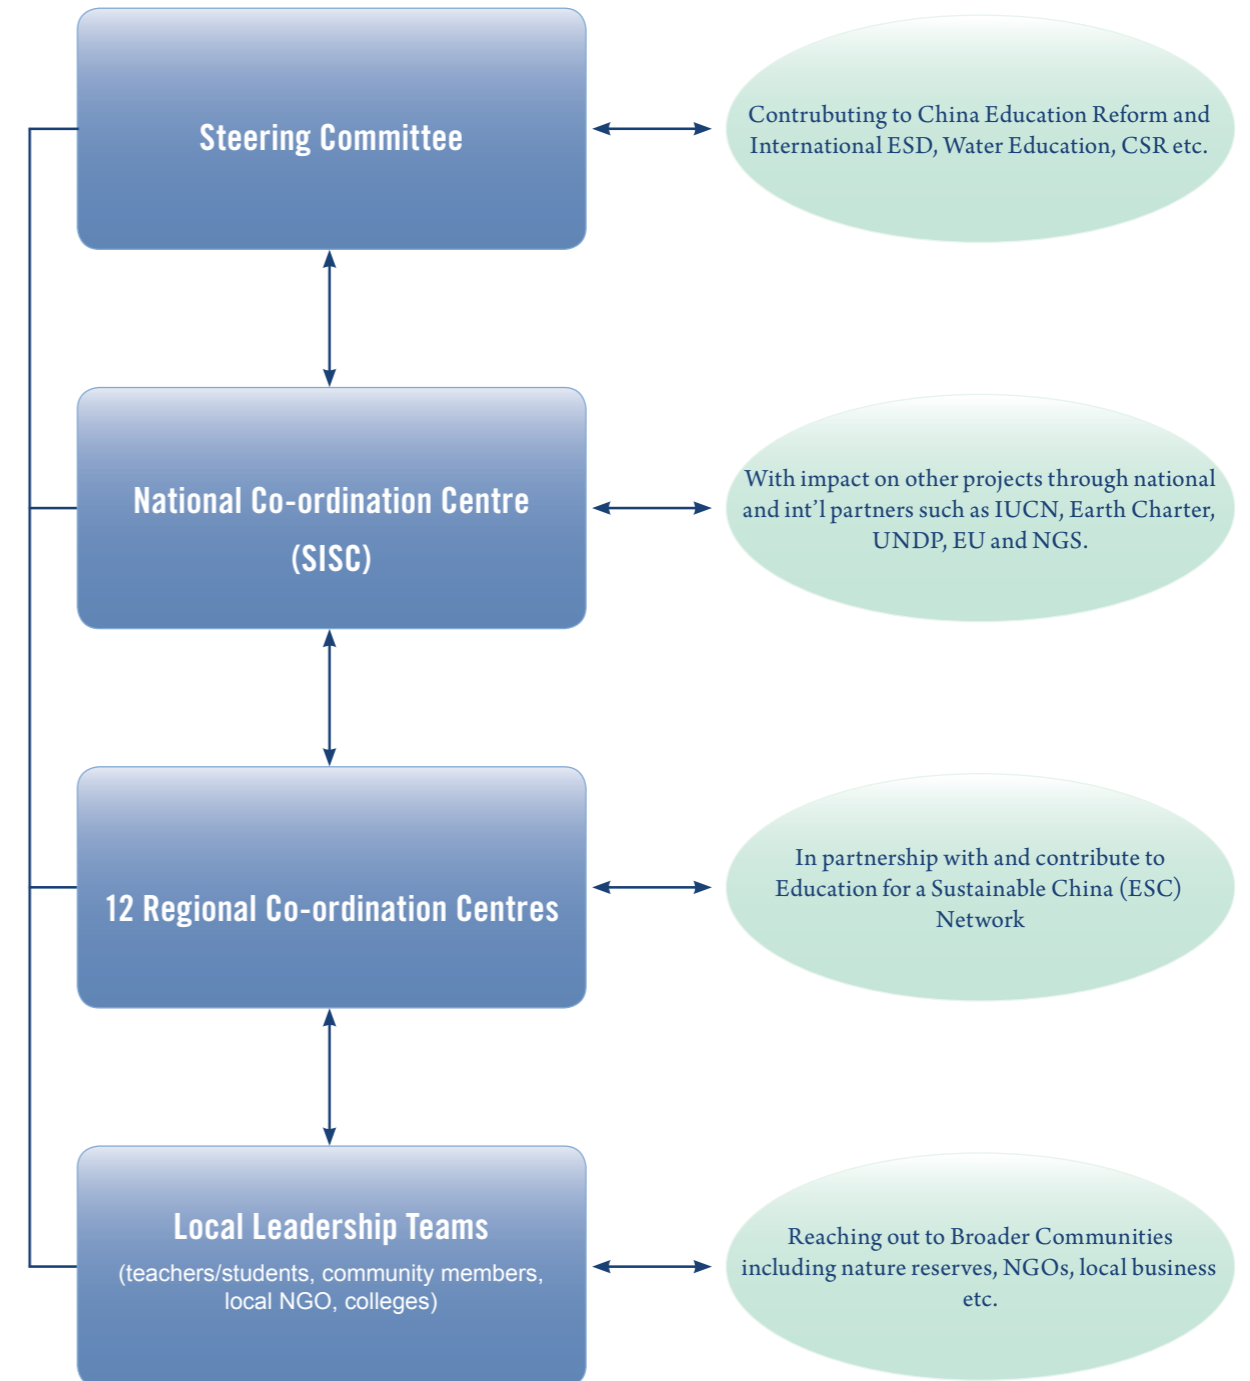 Steering Committee
Contrubuting to China Education Reform and
International ESD, Water Education, CSR etc.
National Co-ordination Centre
(SISC)
With impact on other projects through national
and int’l partners such as IUCN, Earth Charter,
UNDP, EU and NGS.
12 Regional Co-ordination Centres
In partnership with and contribute to
Education for a Sustainable China (ESC)
Network
Local Leadership Teams
(teachers/students, community members,
local NGO, colleges)
Reaching out to Broader Communities
including nature reserves, NGOs, local business
etc.